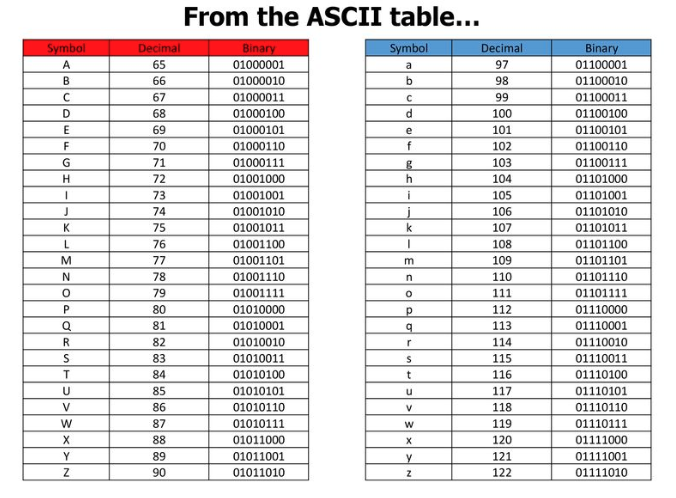 From the ASCII table...
Symbol Decimal Binary Symbol Decimal Binary
A 65 01000001 a 97 01100001
B 66 01000010 b 98 01100010
C 67 01000011 c 99 01100011
D 68 01000100 d 100 01100100
E 69 01000101 e 101 01100101
F 70 01000110 f 102 01100110
G 71 01000111 g 103 01100111
H 72 01001000 h 104 01101000
I 73 01001001 i 105 01101001
J 74 01001010 j 106 01101010
K 75 01001011 k 107 01101011
L 76 01001100 l 108 01101100
M 77 01001101 m 109 01101101
N 78 01001110 n 110 01101110
O 79 01001111 o 111 01101111
P 80 01010000 p 112 01110000
Q 81 01010001 q 113 01110001
R 82 01010010 r 114 01110010
S 83 01010011 s 115 01110011
T 84 01010100 t 116 01110100
U 85 01010101 u 117 01110101
V 86 01010110 v 118 01110110
W 87 01010111 w 119 01110111
X 88 01011000 x 120 01111000
Y 89 01011001 y 121 01111001
Z 90 01011010 z 122 01111010